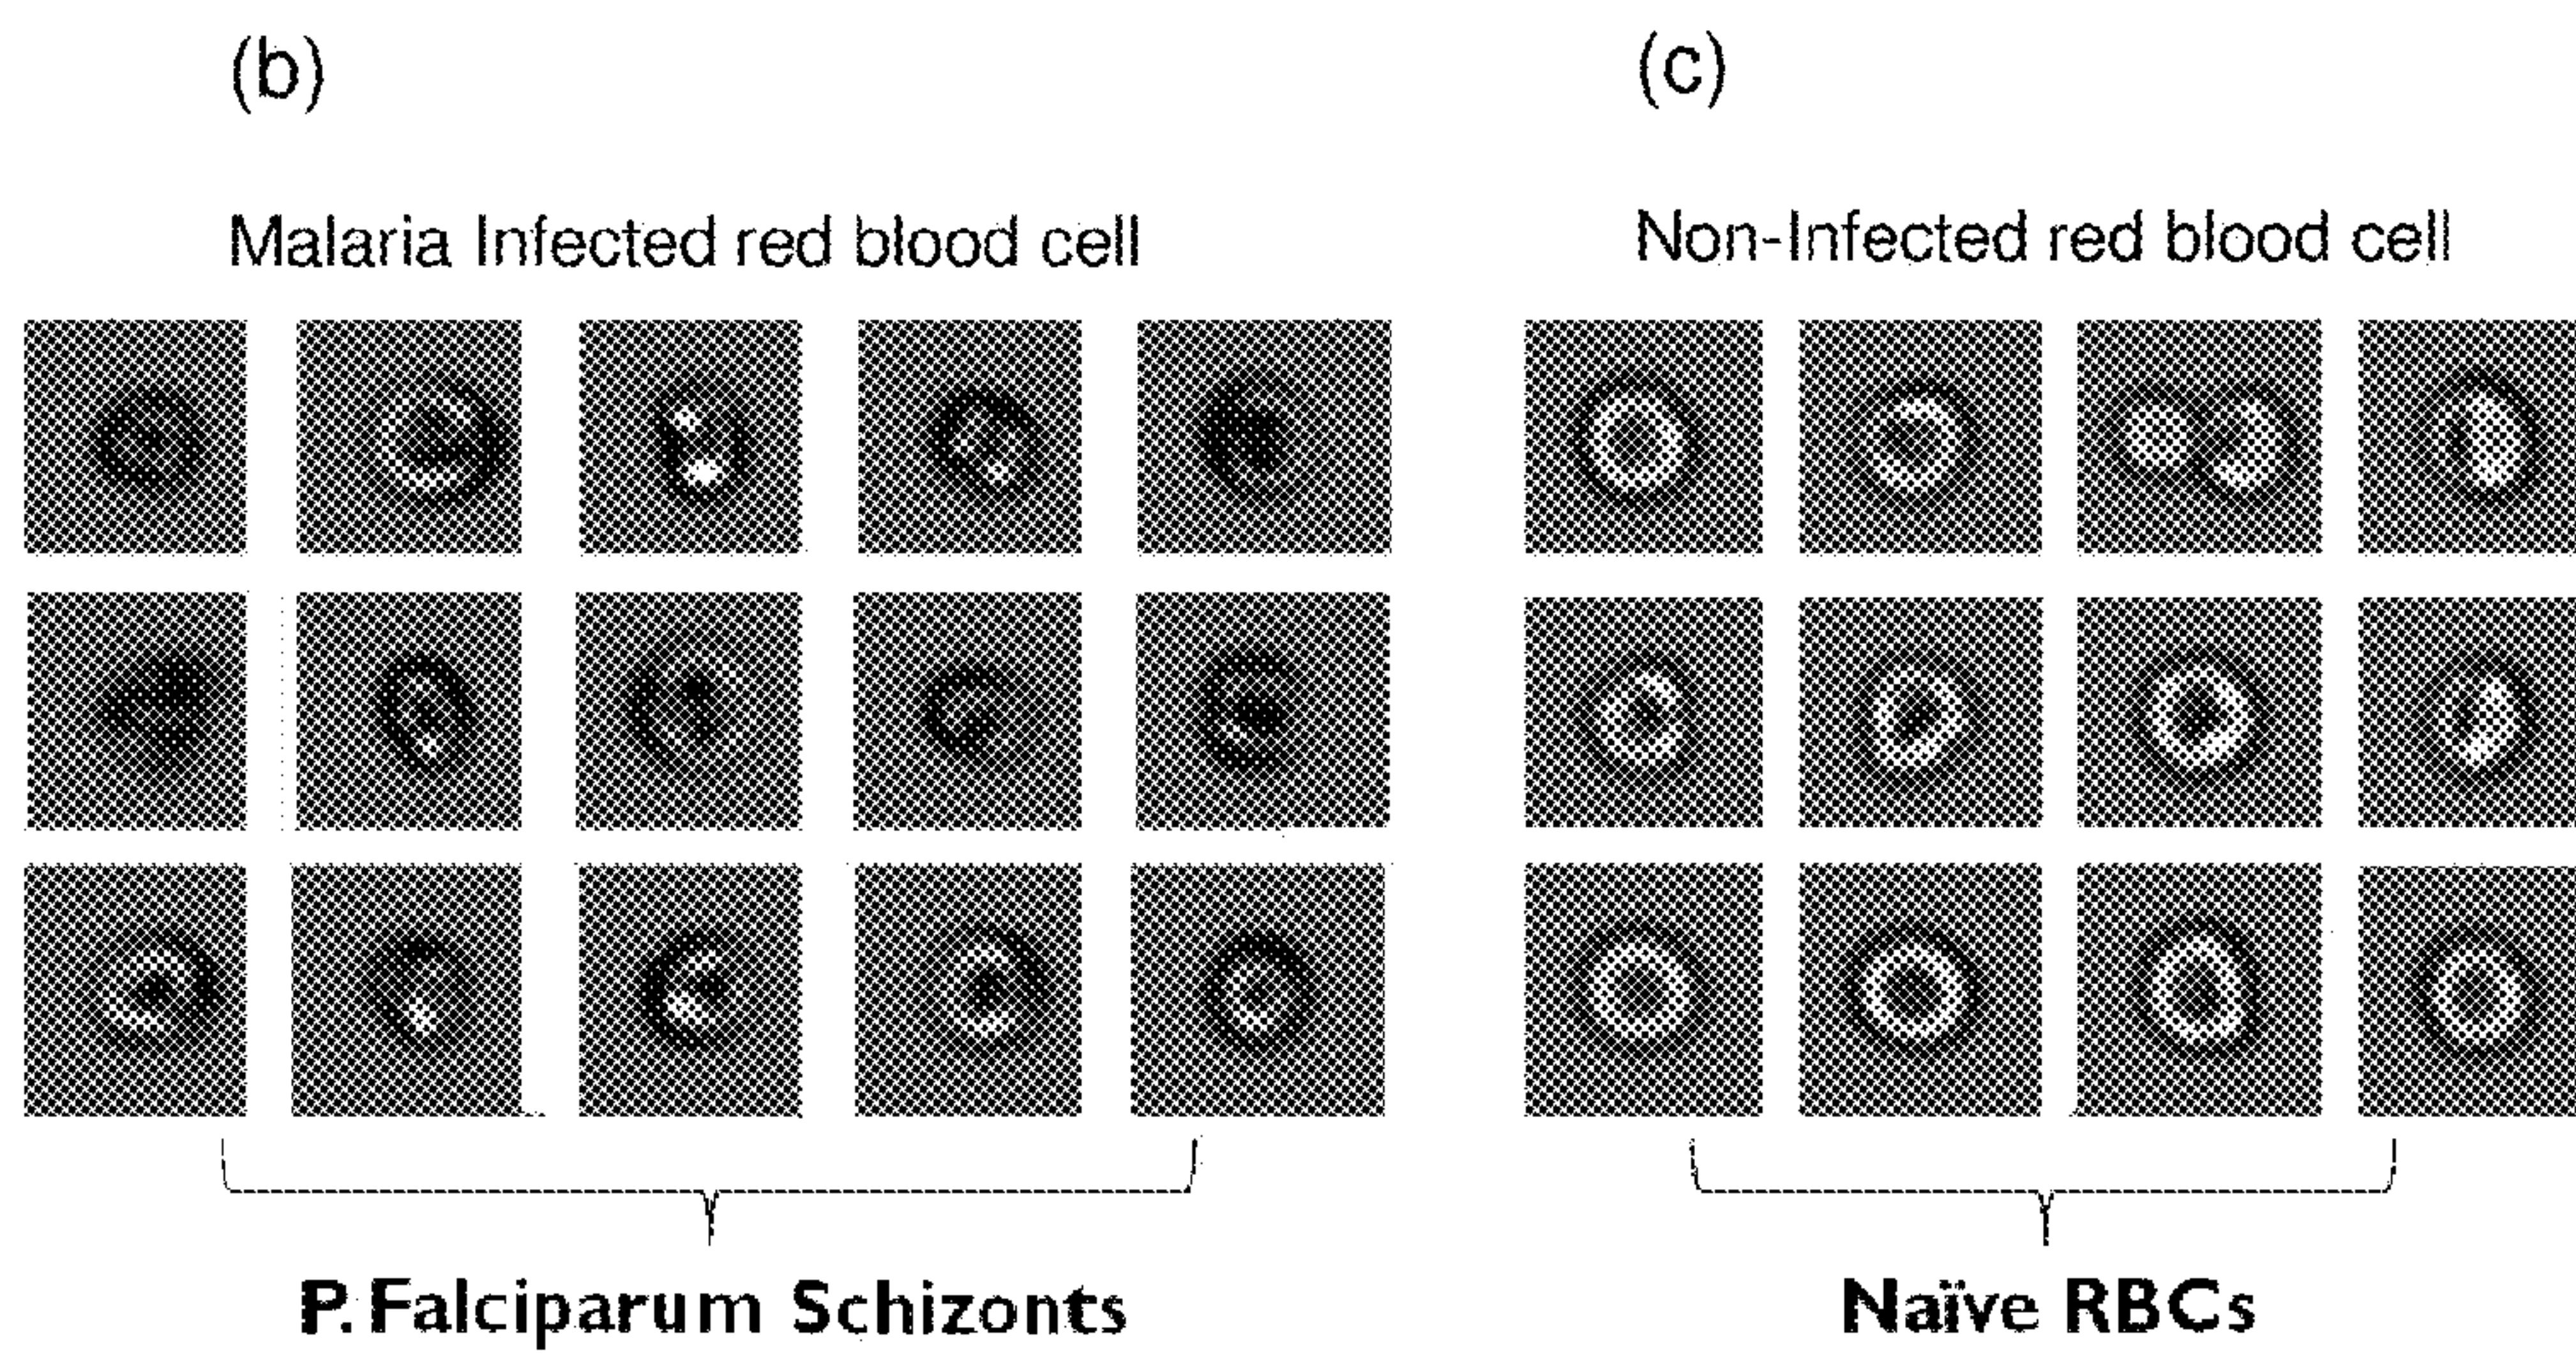 (b)
Malaria Infected red blood cell
P. Falciparum Schizonts
(c)
Non-Infected red blood cell
Naïve RBCs